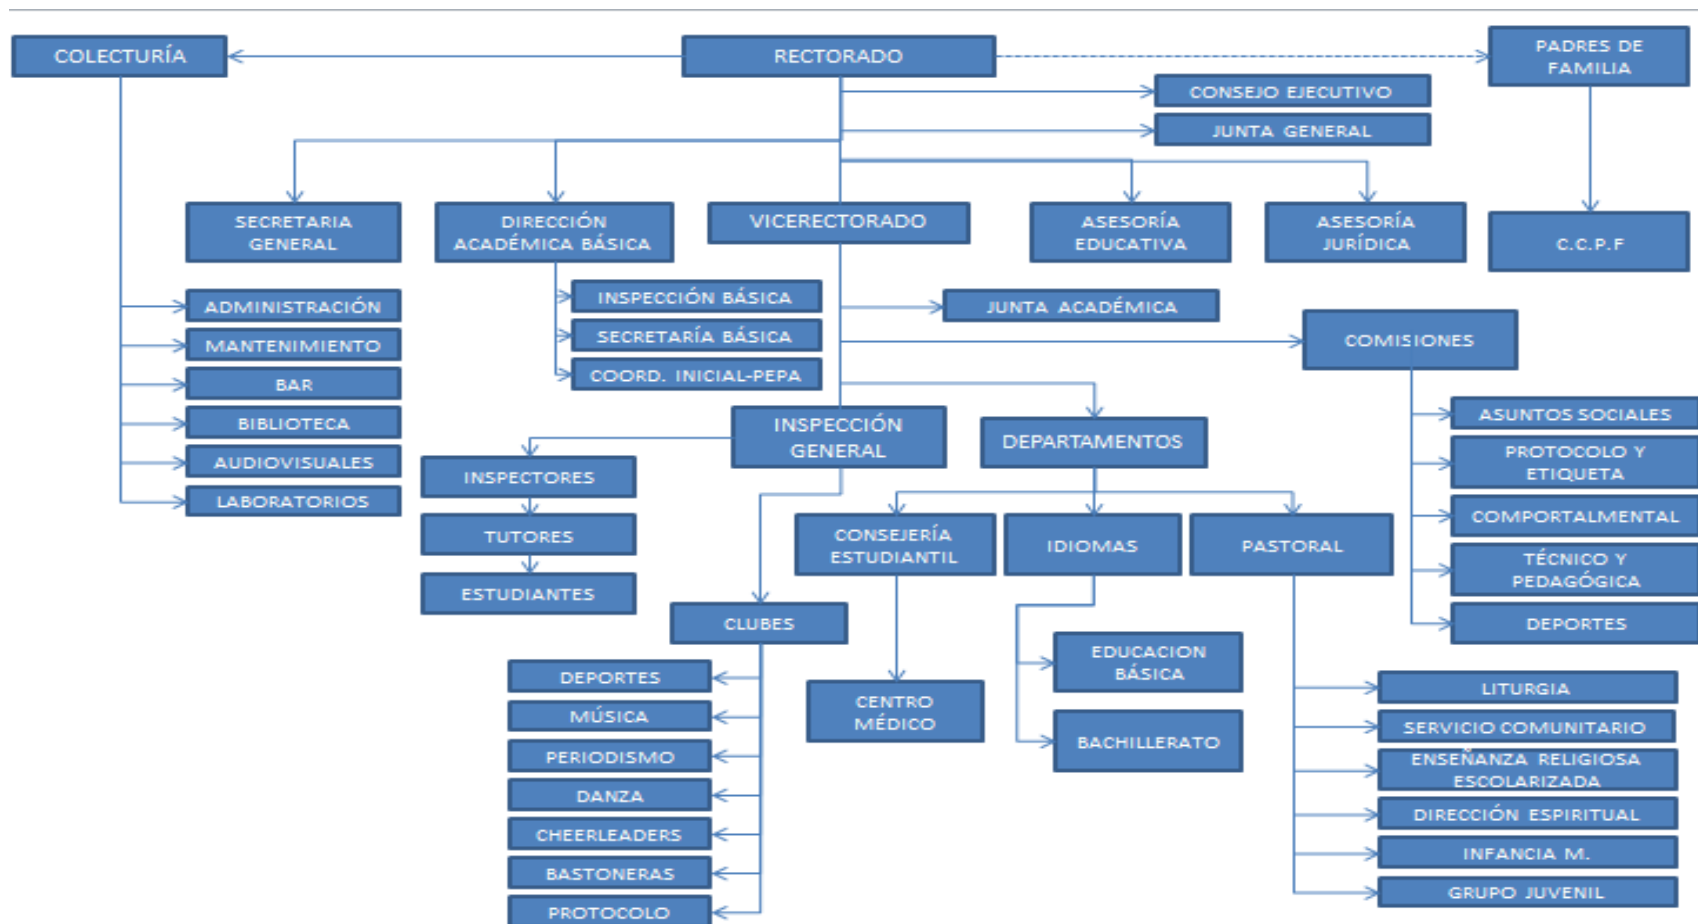 COLECTURÍA
RECTORADO
PADRES DE
FAMILIA
CONSEJO EJECUTIVO
JUNTA GENERAL
SECRETARIA
GENERAL
DIRECCIÓN
ACADÉMICA BÁSICA
VICERECTORADO
ASESORÍA
EDUCATIVA
ASESORÍA
JURÍDICA
C.C.P.F
ADMINISTRACIÓN
MANTENIMIENTO
BAR
BIBLIOTECA
AUDIOVISUALES
LABORATORIOS
INSPECCIÓN BÁSICA
SECRETARÍA BÁSICA
COORD. INICIAL-PEPA
JUNTA ACADÉMICA
COMISIONES
ASUNTOS SOCIALES
PROTOCOLO Y
ETIQUETA
COMPORTALMENTAL
TÉCNICO Y
PEDAGÓGICA
DEPORTES
INSPECCIÓN
GENERAL
DEPARTAMENTOS
INSPECTORES
TUTORES
ESTUDIANTES
CONSEJERÍA
ESTUDIANTIL
IDIOMAS
PASTORAL
CLUBES
DEPORTES
MÚSICA
PERIODISMO
DANZA
CHEERLEADERS
BASTONERAS
PROTOCOLO
CENTRO
MÉDICO
EDUCACION
BÁSICA
BACHILLERATO
LITURGIA
SERVICIO COMUNITARIO
ENSEÑANZA RELIGIOSA
ESCOLARIZADA
DIRECCIÓN ESPIRITUAL
INFANCIA M.
GRUPO JUVENIL